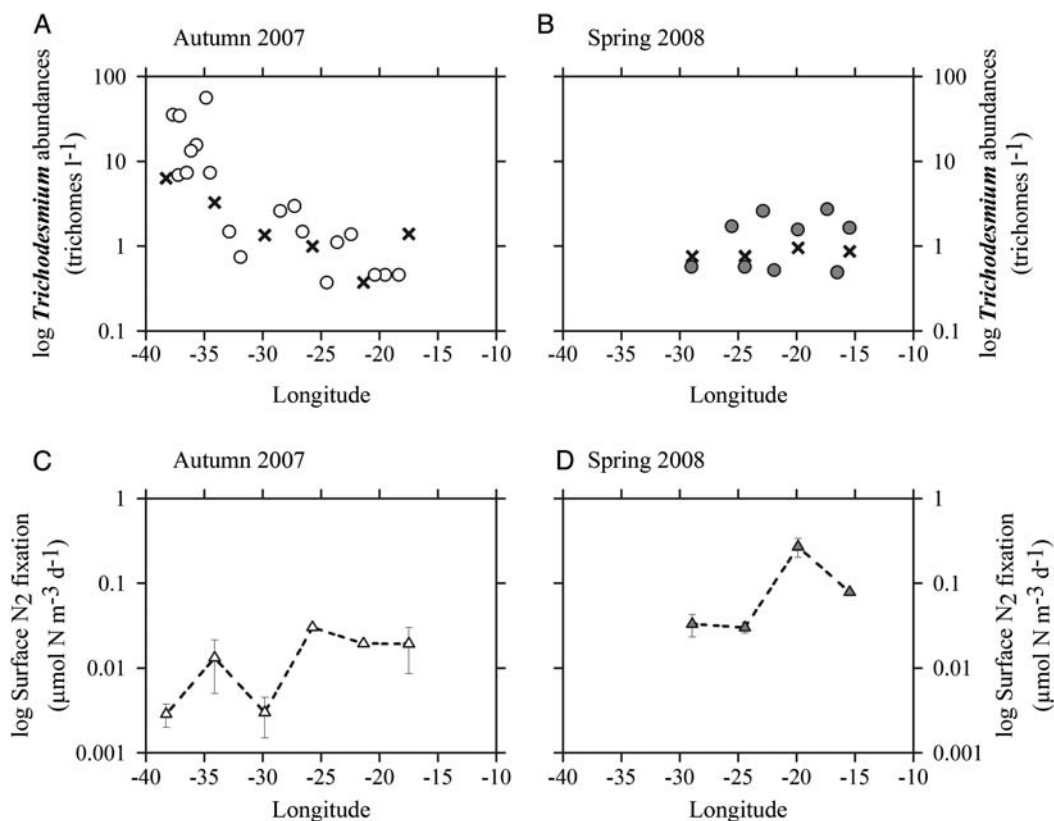 A
Autumn 2007
B
Spring 2008
log Trichodesmium abundances
(trichomes l-1)
100
10
1
0.1
-40 -35 -30 -25 -20 -15 -10
Longitude
100
10
1
0.1
-40 -35 -30 -25 -20 -15 -10
Longitude
log Trichodesmium abundances
(trichomes l-1)
C
Autumn 2007
D
Spring 2008
log Surface N2 fixation
(µmol N m-3 d-1)
1
0.1
0.01
0.001
-40 -35 -30 -25 -20 -15 -10
Longitude
1
0.1
0.01
0.001
-40 -35 -30 -25 -20 -15 -10
Longitude
log Surface N2 fixation
(µmol N m-3 d-1)